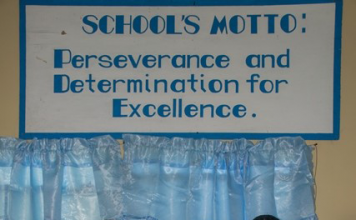 SCHOOL'S MOTTO:
Perseverance and
Determination for
Excellence.